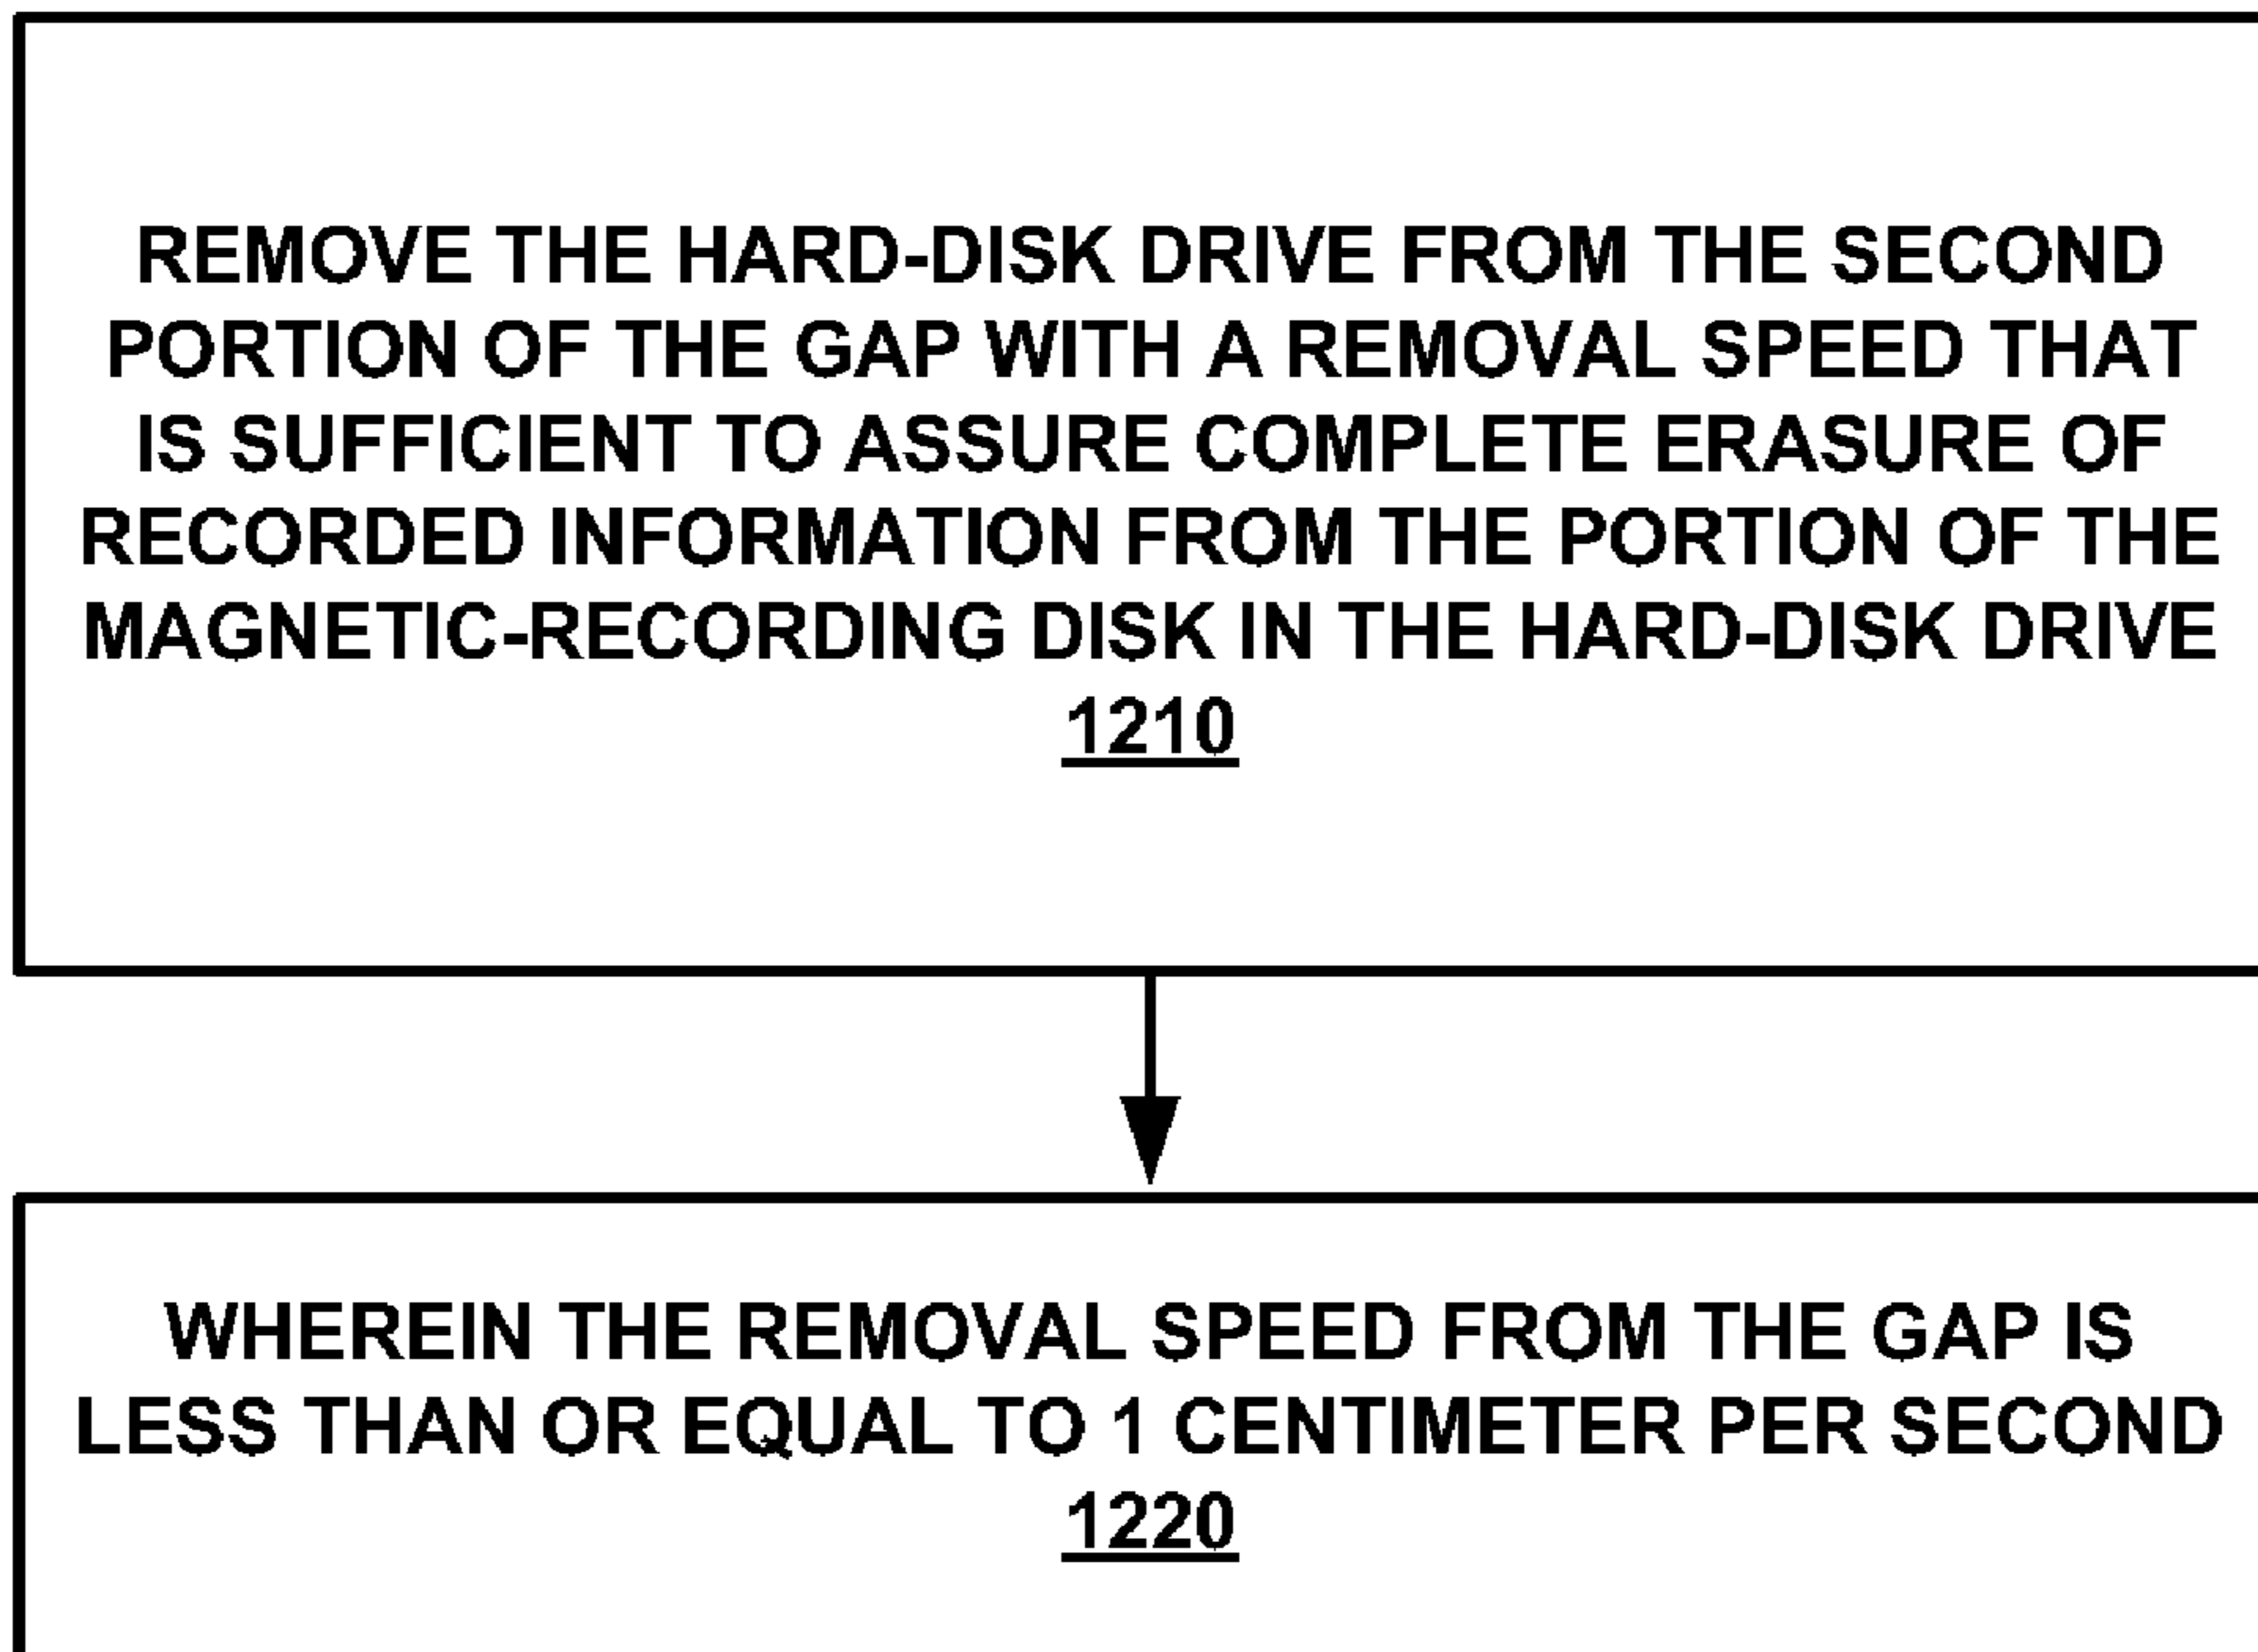 REMOVE THE HARD-DISK DRIVE FROM THE SECOND
PORTION OF THE GAP WITH A REMOVAL SPEED THAT
IS SUFFICIENT TO ASSURE COMPLETE ERASURE OF
RECORDED INFORMATION FROM THE PORTION OF THE
MAGNETIC-RECORDING DISK IN THE HARD-DISK DRIVE
1210
WHEREIN THE REMOVAL SPEED FROM THE GAP IS
LESS THAN OR EQUAL TO 1 CENTIMETER PER SECOND
1220